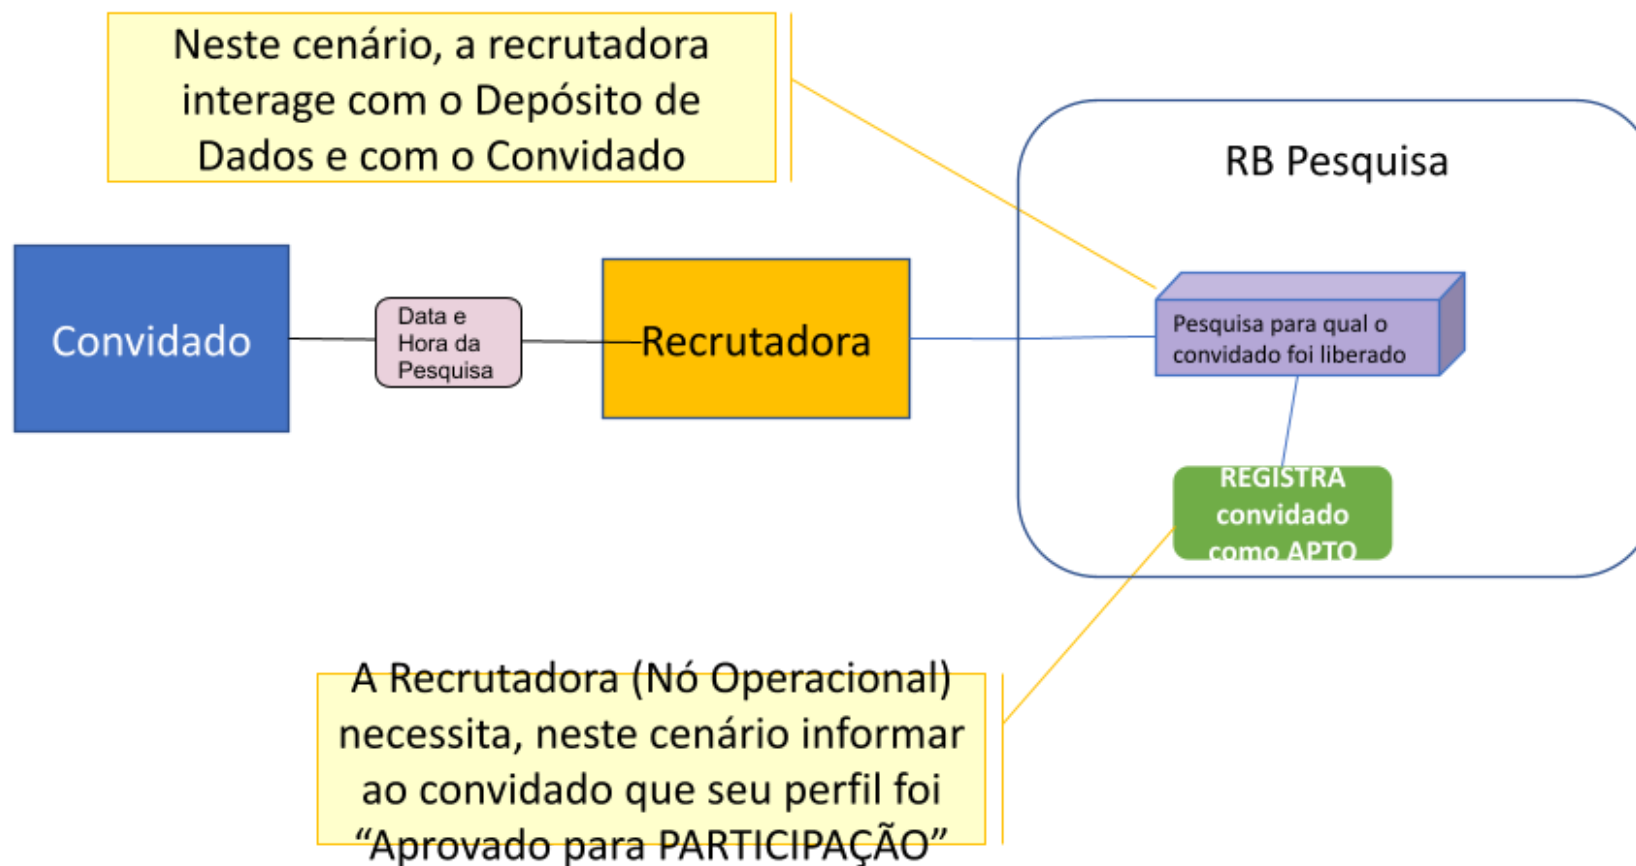 Neste cenário, a recrutadora
interage com o Depósito de
Dados e com o Convidado
RB Pesquisa
Convidado
Data e
Hora da
Pesquisa
Recrutadora
Pesquisa para qual o
convidado foi liberado
REGISTRA
convidado
como APTO
A Recrutadora (Nó Operacional)
necessita, neste cenário informar
ao convidado que seu perfil foi
“Aprovado para PARTICIPAÇÃO”